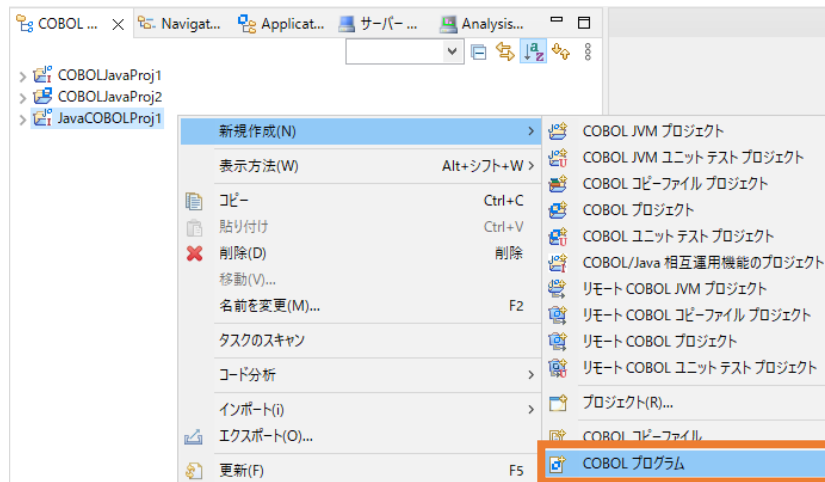 COBOL ... Navigat... Applicat... サーバー ... Analysis...
COBOLJavaProj1
COBOLJavaProj2
JavaCOBOLProj1
新規作成(N)
表示方法(W) Alt+シフト+W
コピー Ctrl+C
貼り付け Ctrl+V
削除(D) 削除
移動(V)...
名前を変更(M)... F2
タスクのスキャン
コード分析
インポート(i)
エクスポート(O)...
更新(F) F5
COBOL JVM プロジェクト
COBOL JVM ユニット テスト プロジェクト
COBOL コピーファイル プロジェクト
COBOL プロジェクト
COBOL ユニット テスト プロジェクト
COBOL/Java 相互運用機能のプロジェクト
リモート COBOL JVM プロジェクト
リモート COBOL コピーファイル プロジェクト
リモート COBOL プロジェクト
リモート COBOL ユニット テスト プロジェクト
プロジェクト(R)...
COBOL コピーファイル
COBOL プログラム